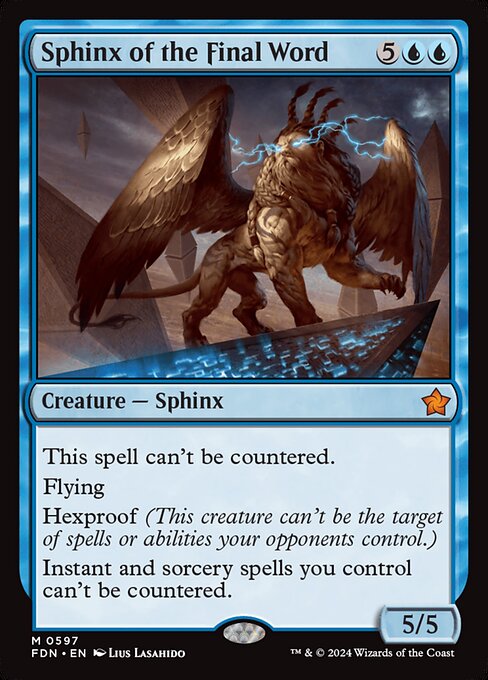 Sphinx of the Final Word 5
Creature — Sphinx
This spell can't be countered.
Flying
Hexproof (This creature can't be the target
of spells or abilities your opponents control.)
Instant and sorcery spells you control
can't be countered.
5/5
M 0597
FDN • EN Lius Lasahido
™ & © 2024 Wizards of the Coast